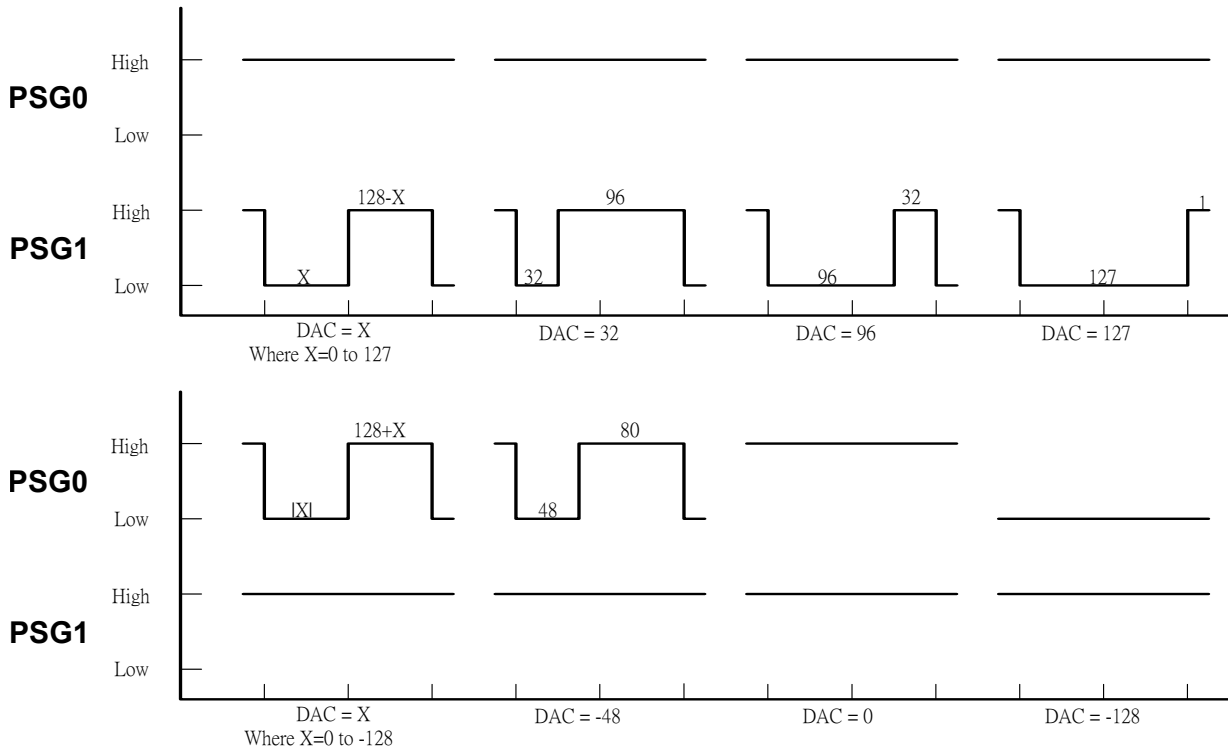 High
PSG0
Low
128-X
96
32
1
High
PSG1
X
32
96
127
Low
DAC = X
DAC = 32
DAC = 96
DAC = 127
Where X=0 to 127
128+X
80
High
PSG0
|X|
48
Low
High
PSG1
Low
DAC = X
DAC = -48
DAC = 0
DAC = -128
Where X=0 to -128